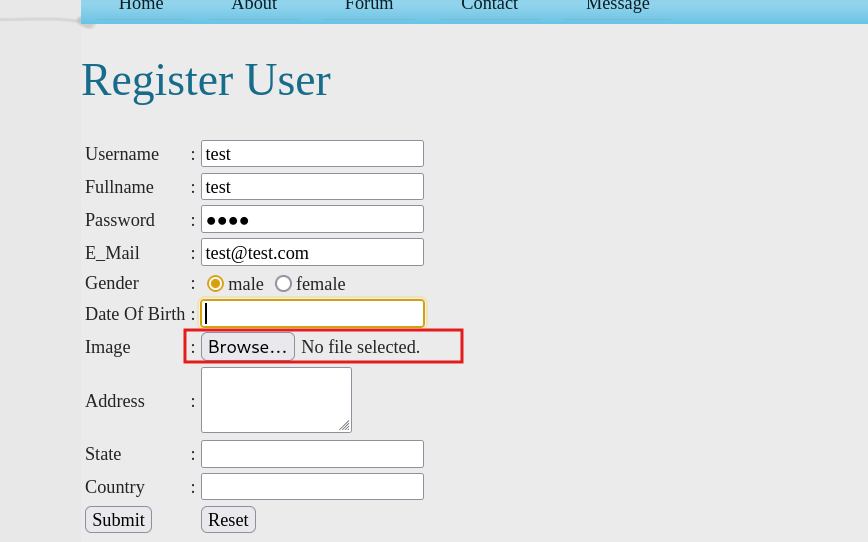 Home About Forum Contact Message
Register User
Username : test
Fullname : test
Password : ●●●●
E_Mail : test@test.com
Gender : male female
Date Of Birth :
Image : Browse... No file selected.
Address :
State :
Country :
Submit Reset